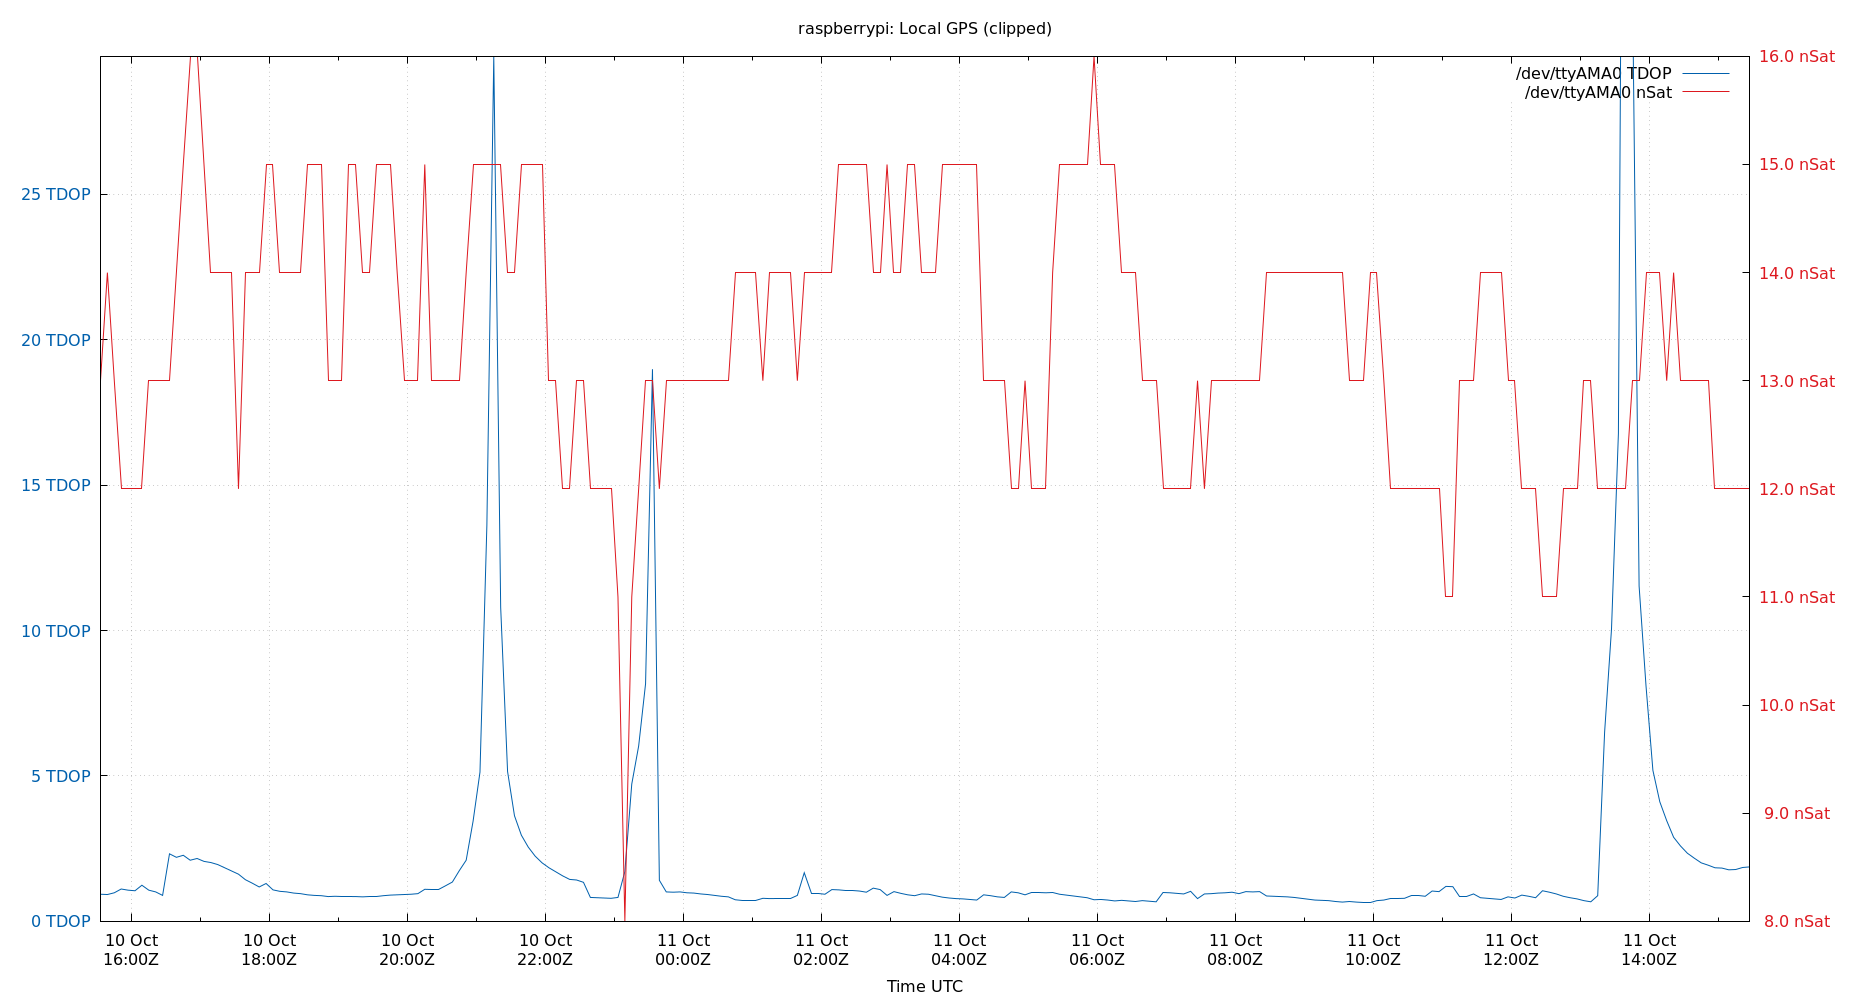 raspberrypi: Local GPS (clipped)
16.0 nSat
/dev/ttyAMA0 TDOP
/dev/ttyAMA0 nSat
15.0 nSat
25 TDOP
14.0 nSat
20 TDOP
13.0 nSat
15 TDOP
12.0 nSat
11.0 nSat
10 TDOP
10.0 nSat
5 TDOP
9.0 nSat
0 TDOP
8.0 nSat
10 Oct 10 Oct 10 Oct 10 Oct 11 Oct 11 Oct 11 Oct 11 Oct 11 Oct 11 Oct 11 Oct 11 Oct
16:00Z 18:00Z 20:00Z 22:00Z 00:00Z 02:00Z 04:00Z 06:00Z 08:00Z 10:00Z 12:00Z 14:00Z
Time UTC